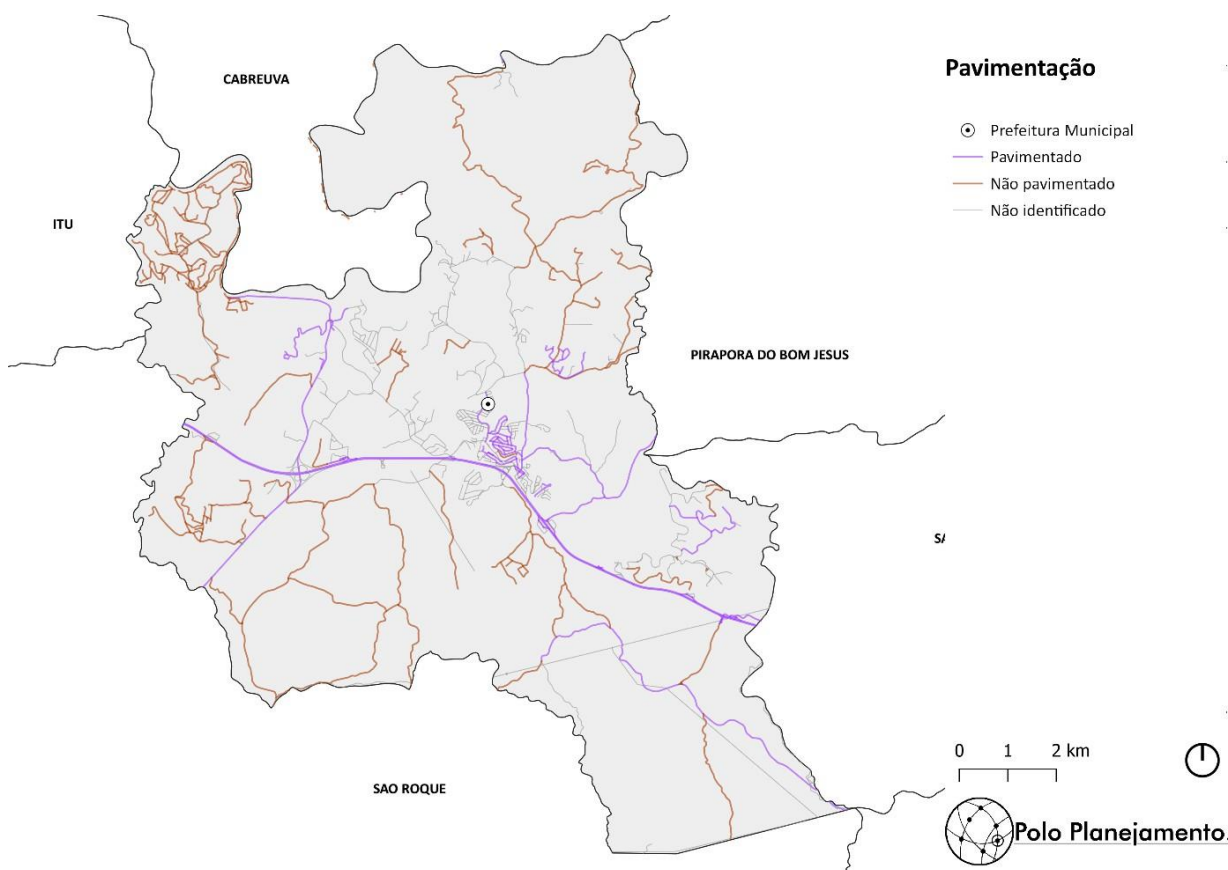 CABREUVA
ITU
PIRAPORA DO BOM JESUS
SAO ROQUE
Pavimentação
Prefeitura Municipal
Pavimentado
Não pavimentado
Não identificado
0 1 2 km
Polo Planejamento.